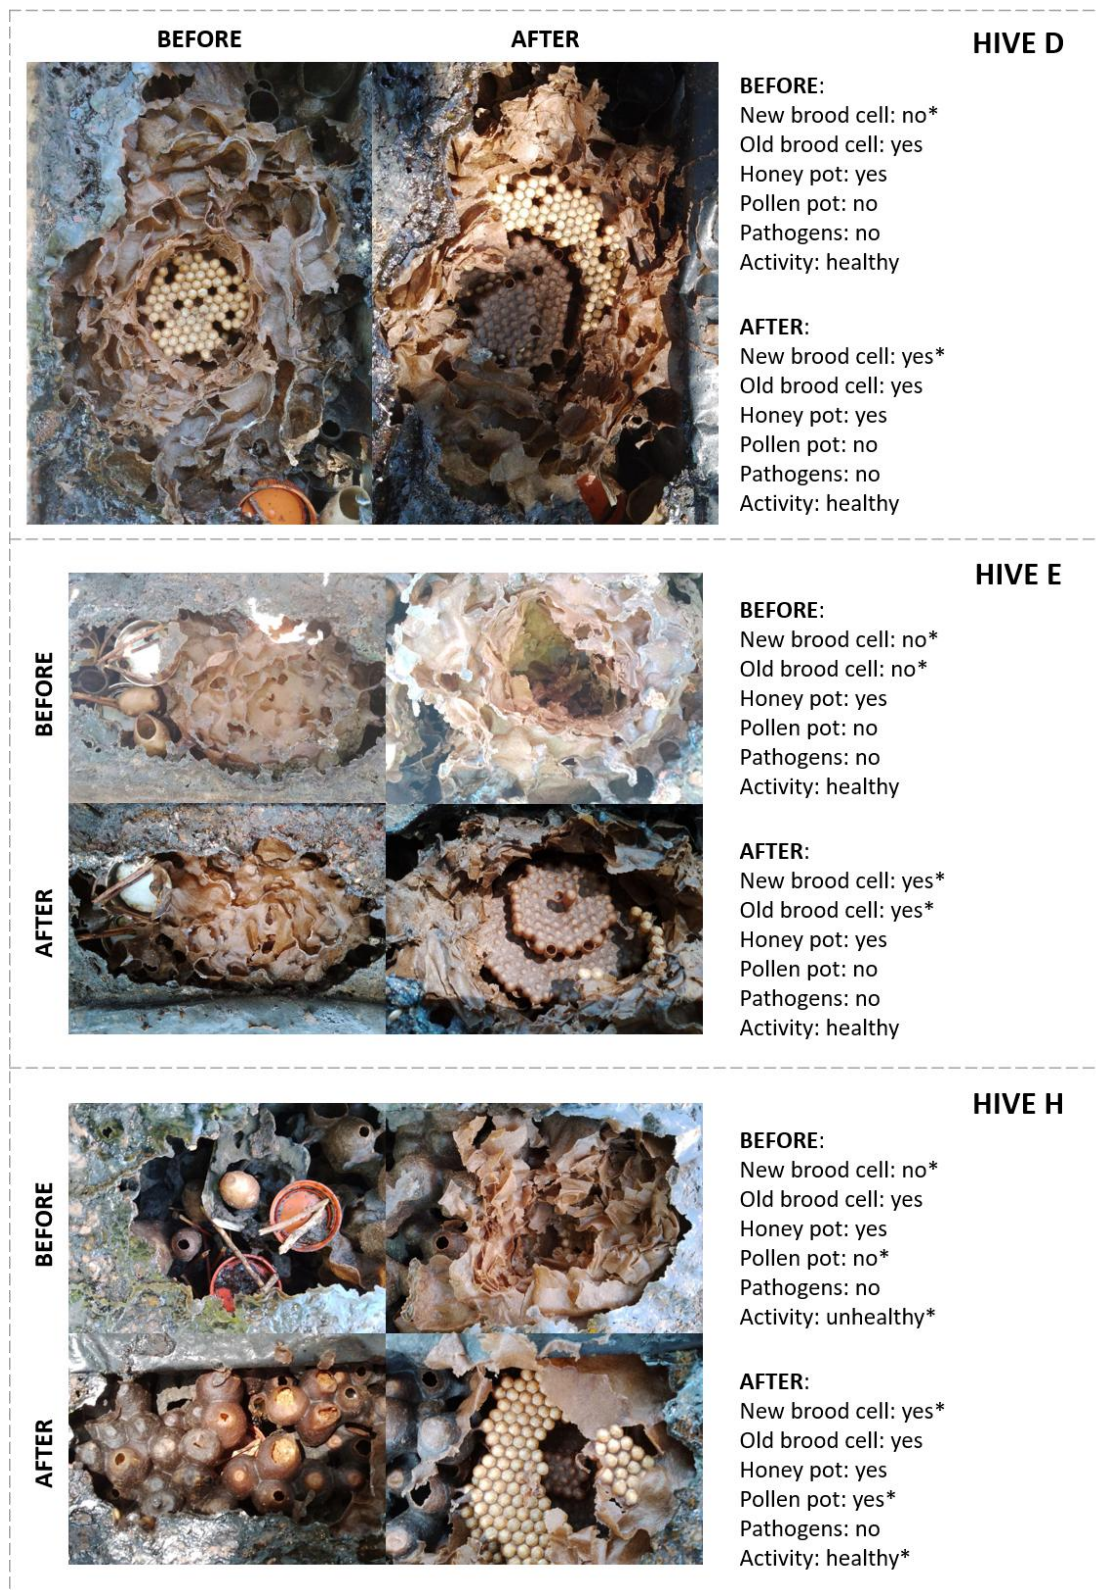 BEFORE
AFTER
HIVE D
BEFORE:
New brood cell: no*
Old brood cell: yes
Honey pot: yes
Pollen pot: no
Pathogens: no
Activity: healthy
AFTER:
New brood cell: yes*
Old brood cell: yes
Honey pot: yes
Pollen pot: no
Pathogens: no
Activity: healthy
HIVE E
BEFORE
AFTER
BEFORE:
New brood cell: no*
Old brood cell: no*
Honey pot: yes
Pollen pot: no
Pathogens: no
Activity: healthy
AFTER:
New brood cell: yes*
Old brood cell: yes*
Honey pot: yes
Pollen pot: no
Pathogens: no
Activity: healthy
HIVE H
BEFORE
AFTER
BEFORE:
New brood cell: no*
Old brood cell: yes
Honey pot: yes
Pollen pot: no*
Pathogens: no
Activity: unhealthy*
AFTER:
New brood cell: yes*
Old brood cell: yes
Honey pot: yes
Pollen pot: yes*
Pathogens: no
Activity: healthy*